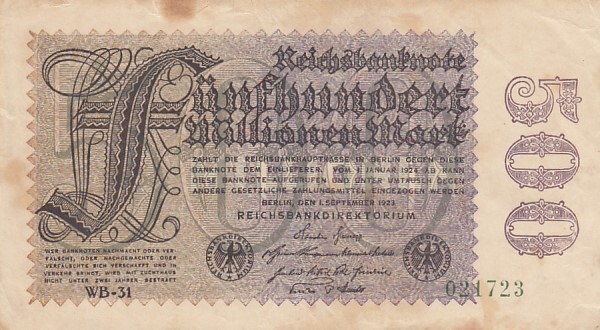 Reichsbanknote
Fünfhundert
Millionen Mark
ZAHLT DIE REICHSBANKHAUPTKASSE IN BERLIN GEGEN DIESE
BANKNOTE DEM EINLIEFERER. VOM 1. JANUAR 1924 AB KANN
DIESE BANKNOTE AUFGERUFEN UND UNTER UMTAUSCH GEGEN
ANDERE GESETZLICHE ZAHLUNGSMITTEL EINGEZOGEN WERDEN
BERLIN, DEN 1. SEPTEMBER 1923
REICHSBANKDIREKTORIUM
WER BANKNOTEN NACHMACHT ODER VER-
FÄLSCHT, ODER NACHGEMACHTE ODER
VERFÄLSCHTE SICH VERSCHAFFT UND IN
VERKEHR BRINGT, WIRD MIT ZUCHTHAUS
NICHT UNTER ZWEI JAHREN BESTRAFT
WB-31
021723
500